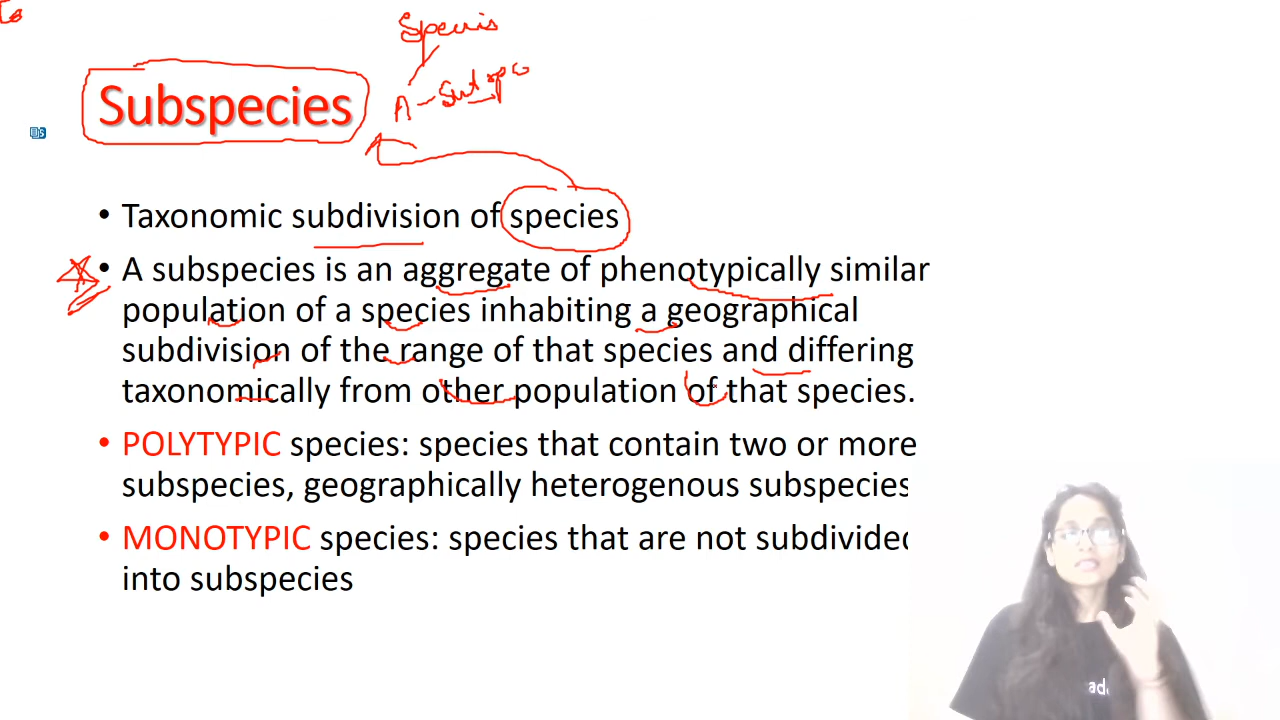 Species
Subspecies
A - Subspe
• Taxonomic subdivision of species
• A subspecies is an aggregate of phenotypically similar
population of a species inhabiting a geographical
subdivision of the range of that species and differing
taxonomically from other population of that species.
• POLYTYPIC species: species that contain two or more
subspecies, geographically heterogenous subspecies
• MONOTYPIC species: species that are not subdivided
into subspecies